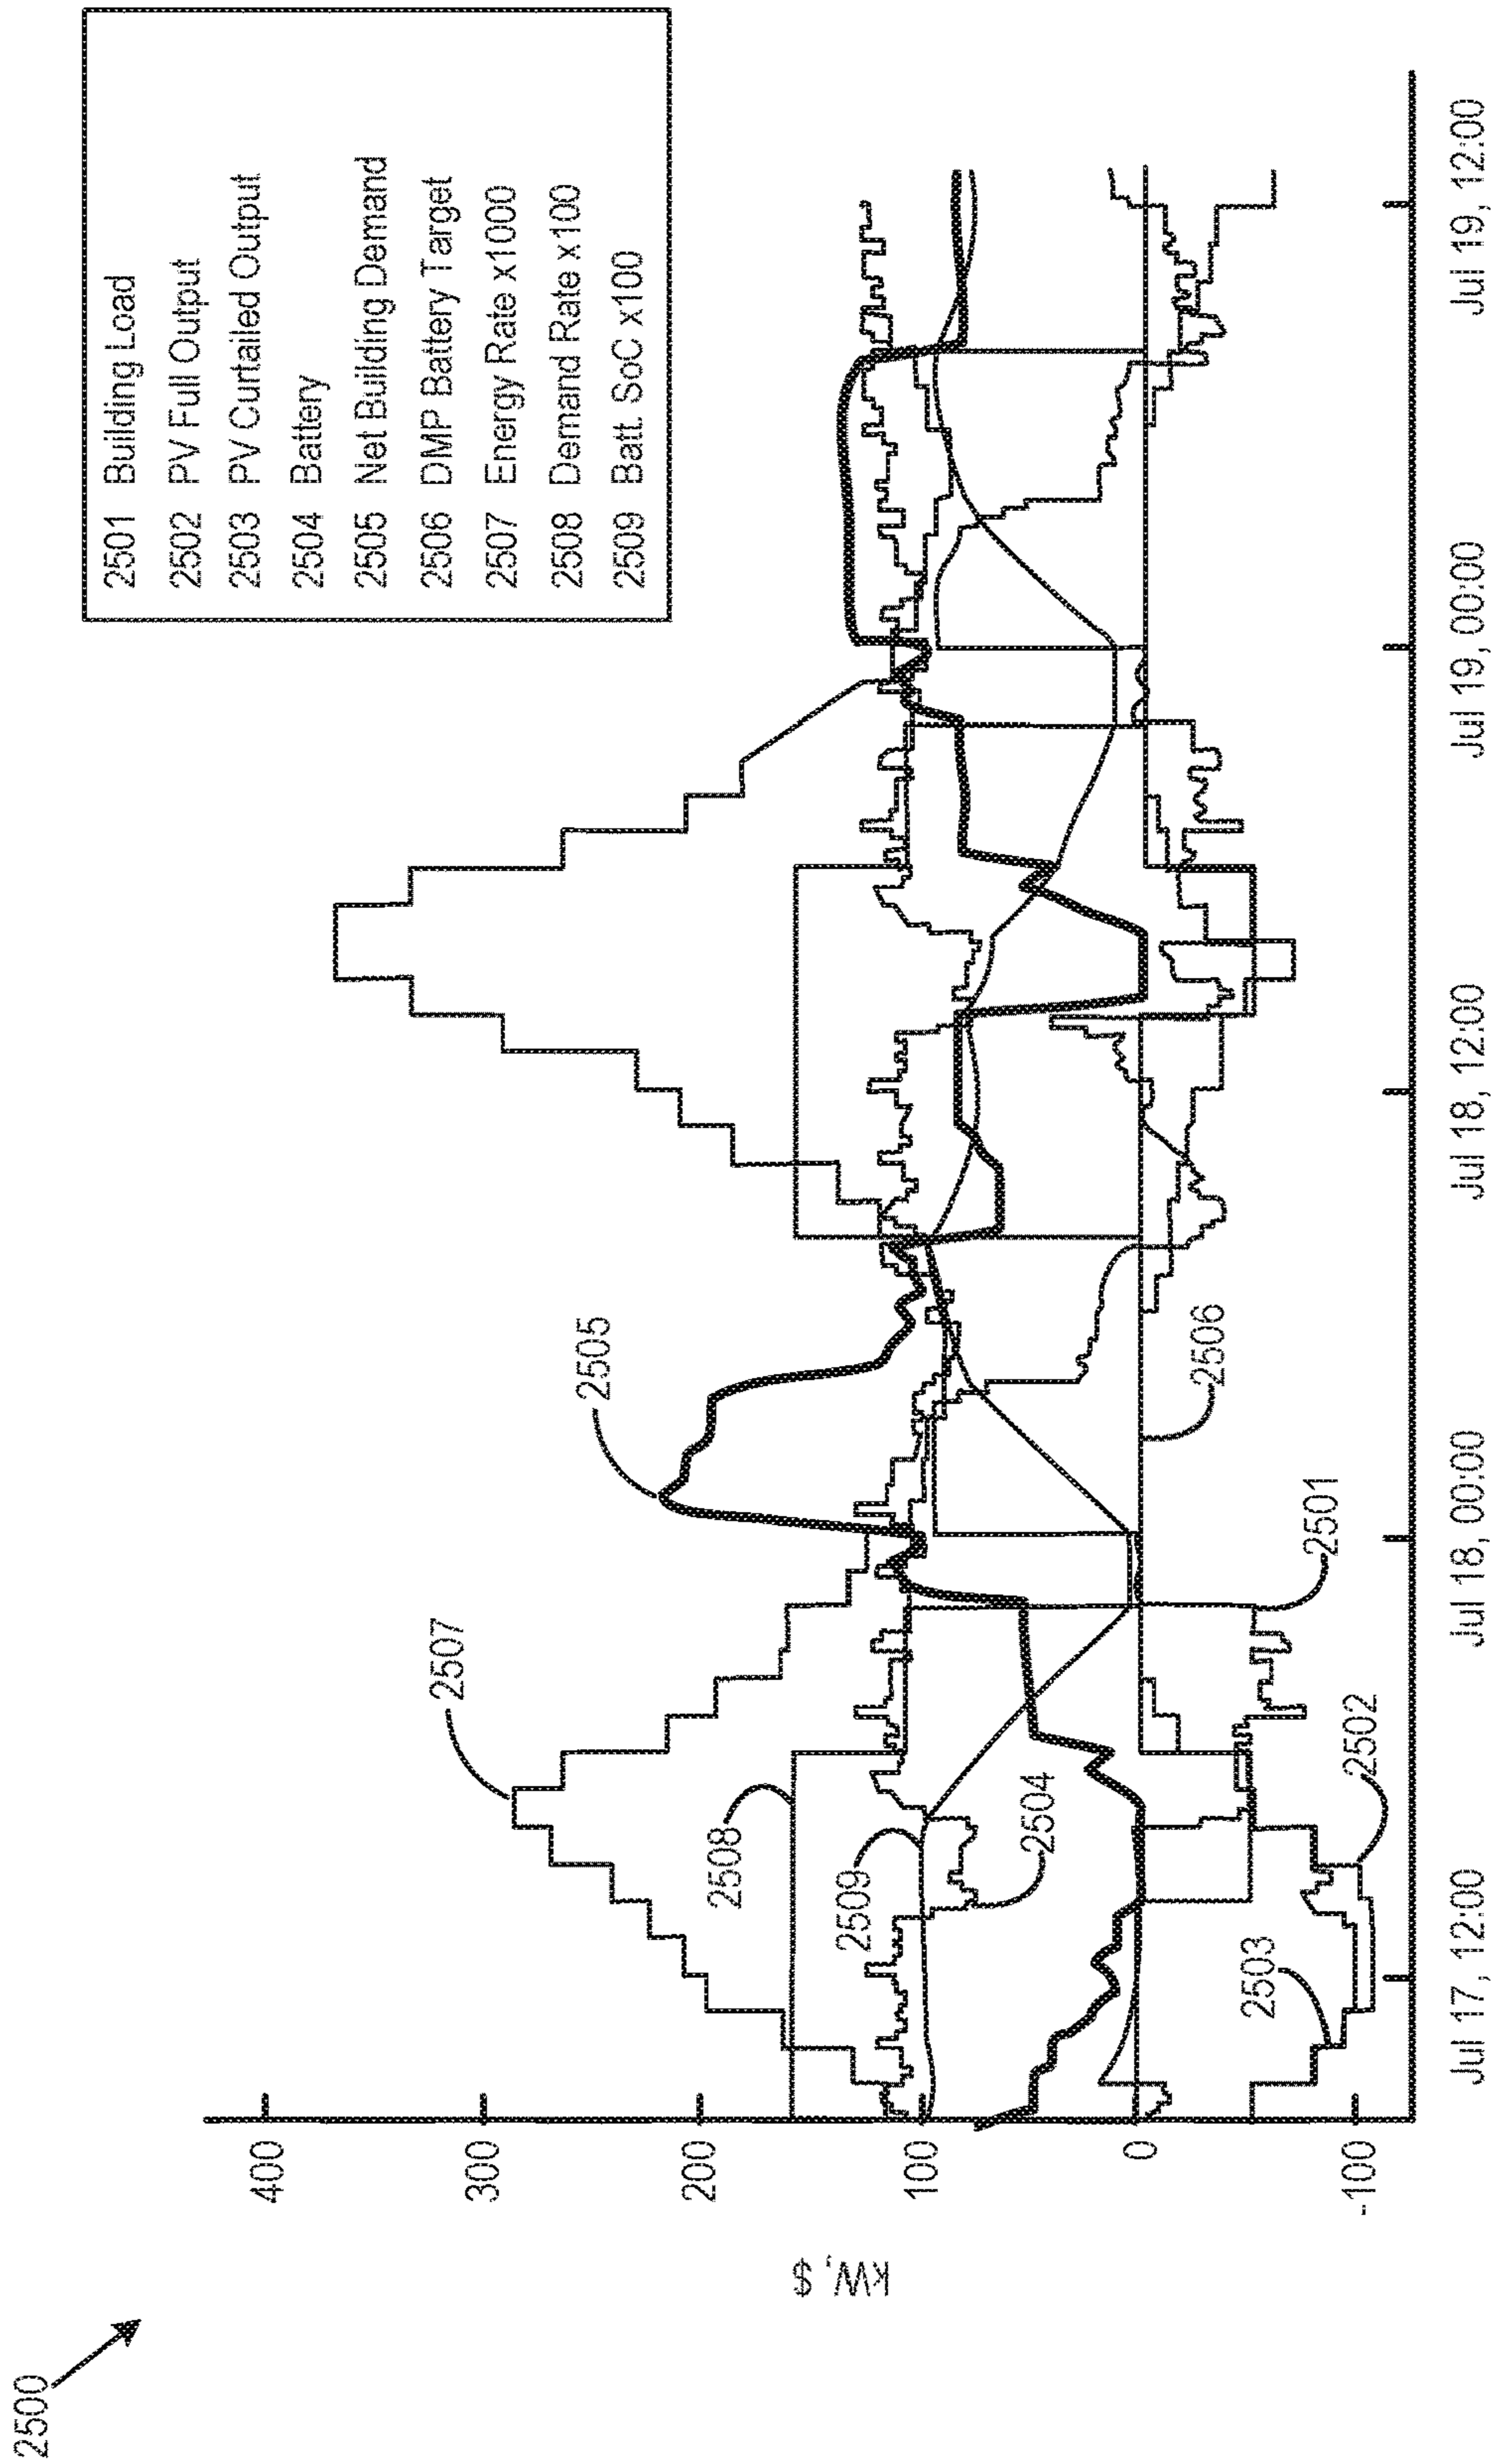 2500
2501 Building Load
2502 PV Full Output
2503 PV Curtailed Output
2504 Battery
2505 Net Building Demand
2506 DMP Battery Target
2507 Energy Rate x1000
2508 Demand Rate x100
2509 Batt. SoC x100
kW, $
400
300
200
100
0
-100
2507
2505
2508
2509
2504
2503
2502
2501
2506
Jul 17, 12:00
Jul 18, 00:00
Jul 18, 12:00
Jul 19, 00:00
Jul 19, 12:00